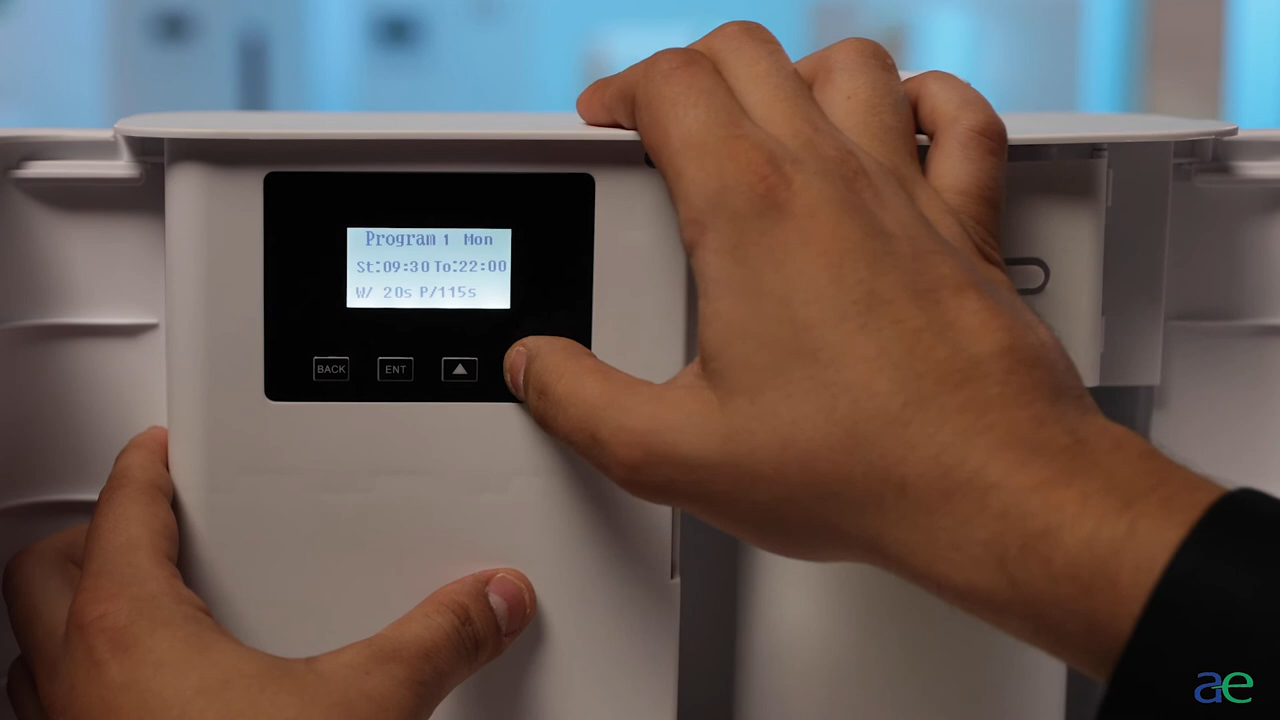 Program 1 Mon
St:09:30 To:22:00
W/ 20s P/115s
BACK ENT
ae